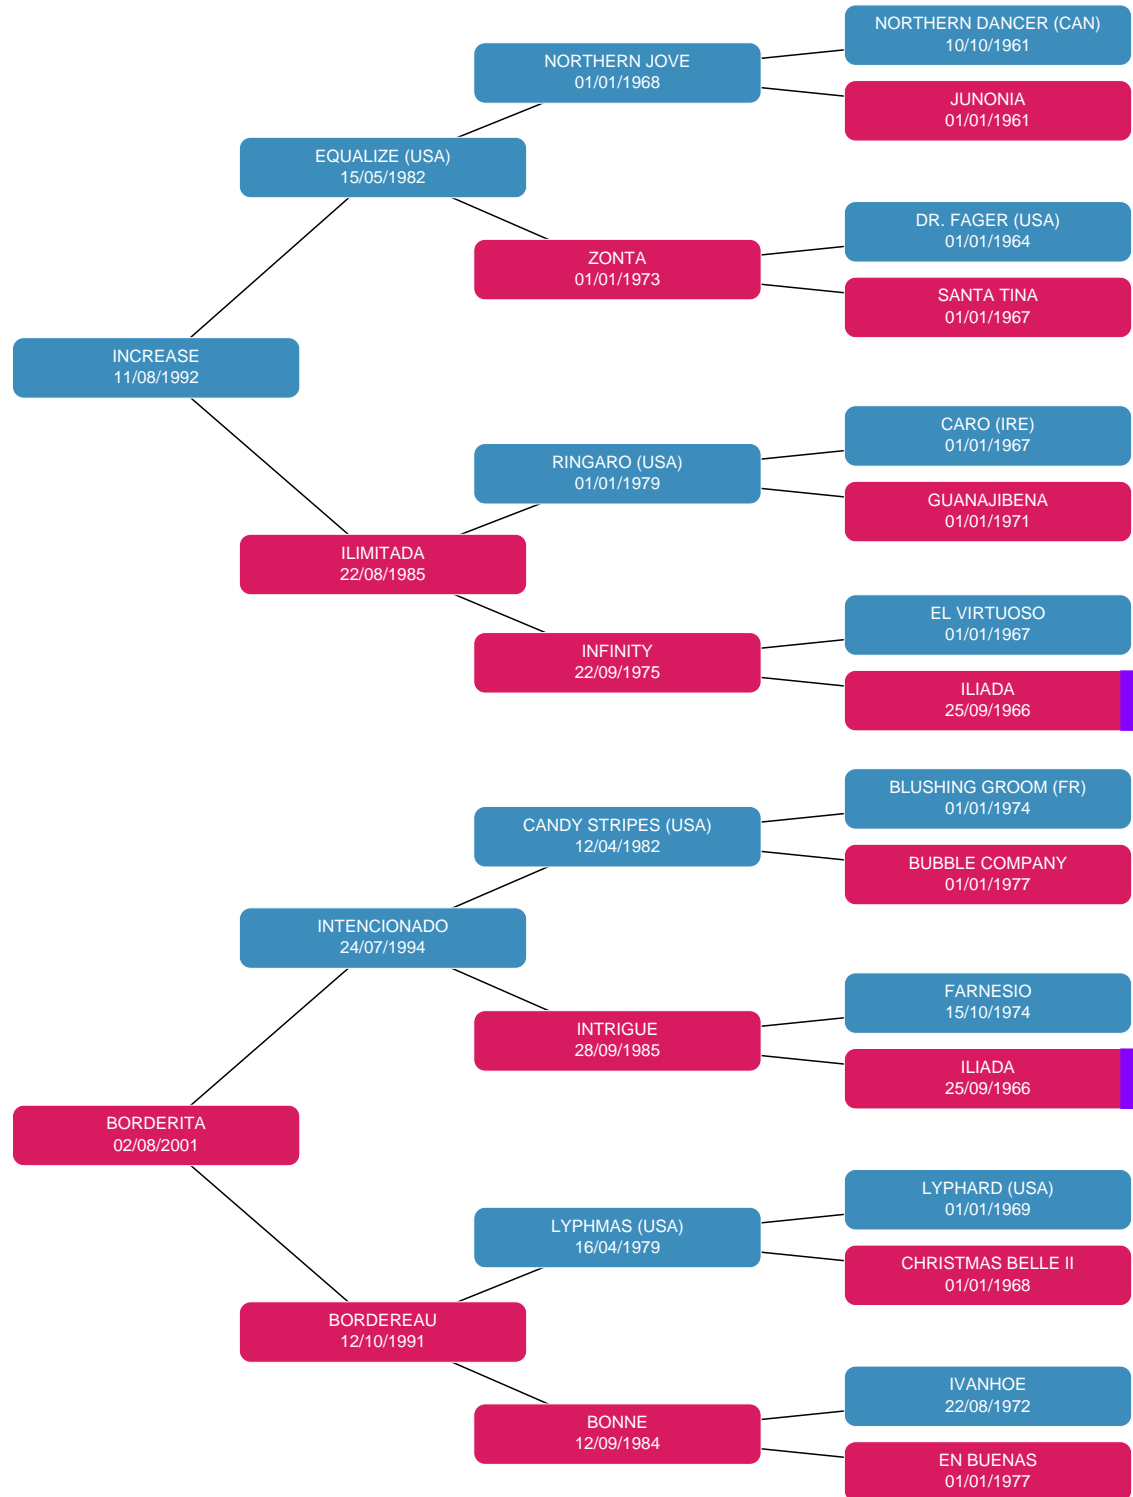 NORTHERN DANCER (CAN)
10/10/1961
NORTHERN JOVE
01/01/1968
JUNONIA
01/01/1961
EQUALIZE (USA)
15/05/1982
DR. FAGER (USA)
01/01/1964
ZONTA
01/01/1973
SANTA TINA
01/01/1967
INCREASE
11/08/1992
CARO (IRE)
01/01/1967
RINGARO (USA)
01/01/1979
GUANAJIBENA
01/01/1971
ILIMITADA
22/08/1985
EL VIRTUOSO
01/01/1967
INFINITY
22/09/1975
ILIADA
25/09/1966
BLUSHING GROOM (FR)
01/01/1974
CANDY STRIPES (USA)
12/04/1982
BUBBLE COMPANY
01/01/1977
INTENCIONADO
24/07/1994
FARNESIO
15/10/1974
INTRIGUE
28/09/1985
ILIADA
25/09/1966
BORDERITA
02/08/2001
LYPHARD (USA)
01/01/1969
LYPHMAS (USA)
16/04/1979
CHRISTMAS BELLE II
01/01/1968
BORDEREAU
12/10/1991
IVANHOE
22/08/1972
BONNE
12/09/1984
EN BUENAS
01/01/1977